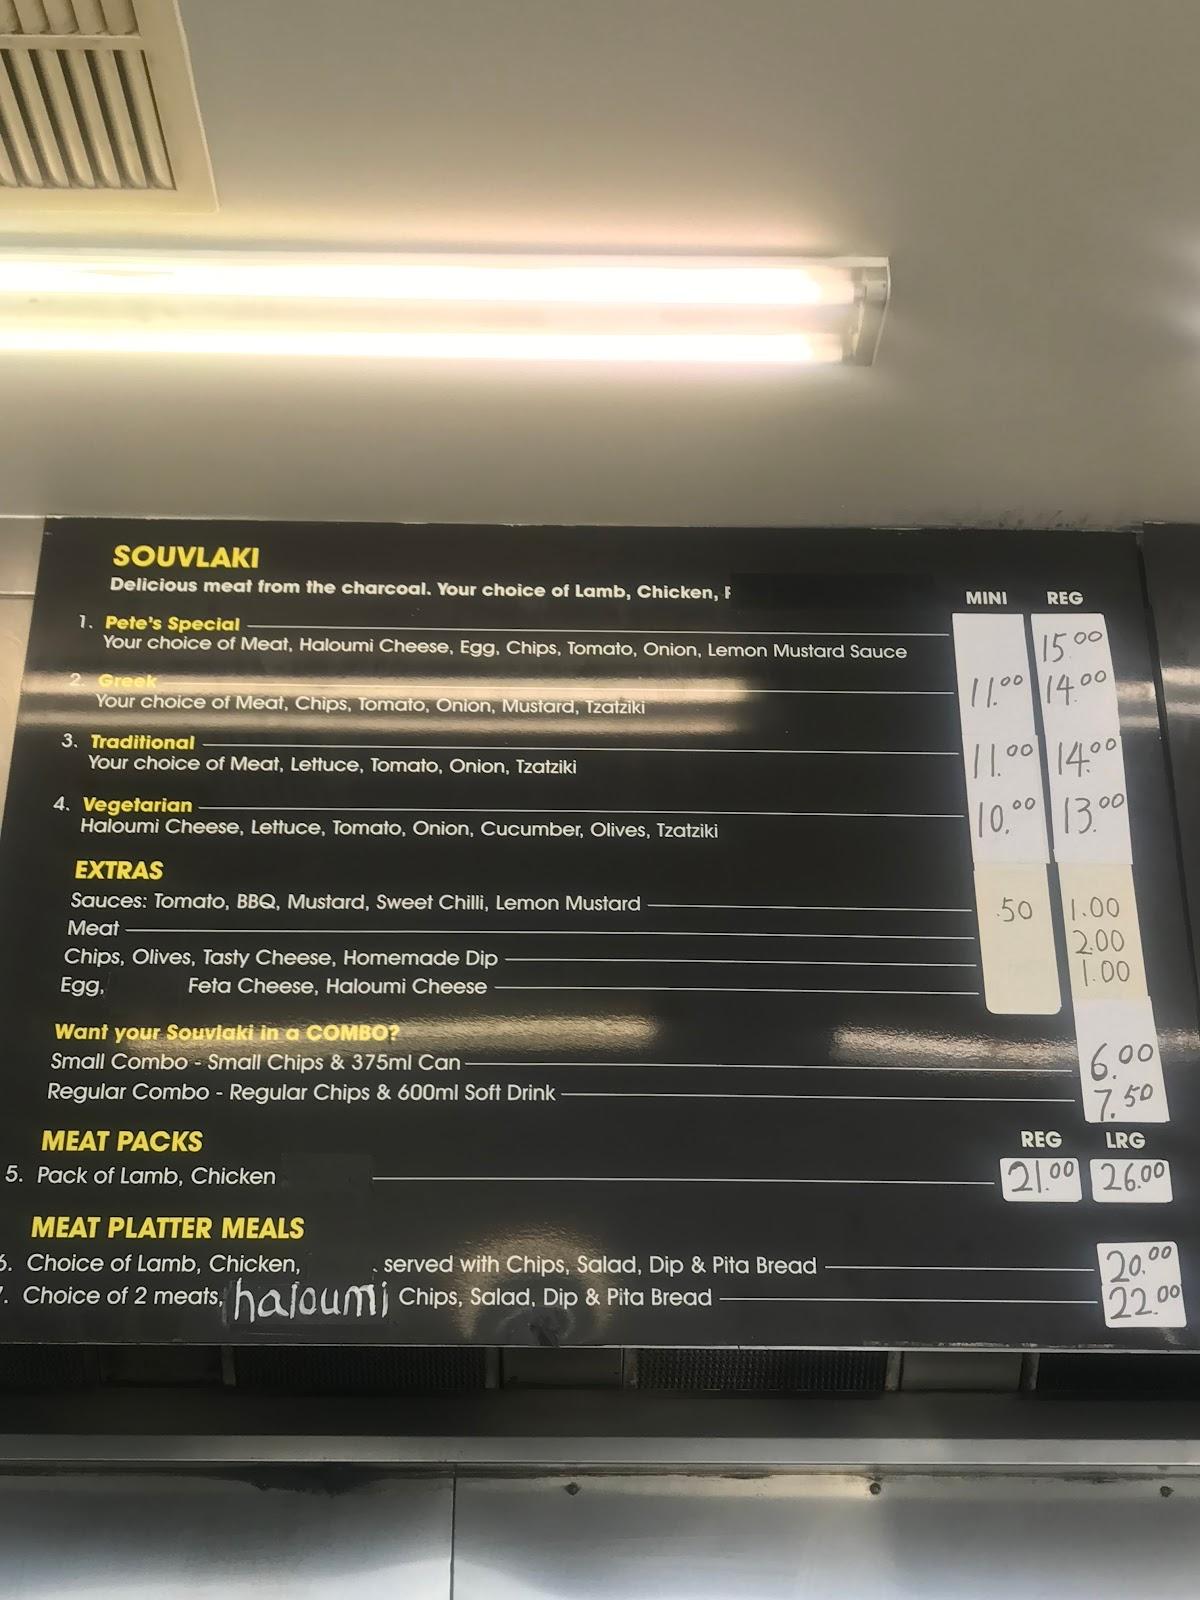 SOUVLAKI
Delicious meat from the charcoal. Your choice of Lamb, Chicken,
MINI REG
1. Pete's Special 15.00
Your choice of Meat, Haloumi Cheese, Egg, Chips, Tomato, Onion, Lemon Mustard Sauce
2. Greek 11.00 14.00
Your choice of Meat, Chips, Tomato, Onion, Mustard, Tzatziki
3. Traditional 11.00 14.00
Your choice of Meat, Lettuce, Tomato, Onion, Tzatziki
4. Vegetarian 10.00 13.00
Haloumi Cheese, Lettuce, Tomato, Onion, Cucumber, Olives, Tzatziki
EXTRAS
Sauces: Tomato, BBQ, Mustard, Sweet Chilli, Lemon Mustard .50 1.00
Meat 2.00
Chips, Olives, Tasty Cheese, Homemade Dip 1.00
Egg, Feta Cheese, Haloumi Cheese
Want your Souvlaki in a COMBO?
Small Combo - Small Chips & 375ml Can 6.00
Regular Combo - Regular Chips & 600ml Soft Drink 7.50
MEAT PACKS REG LRG
5. Pack of Lamb, Chicken 21.00 26.00
MEAT PLATTER MEALS
6. Choice of Lamb, Chicken, served with Chips, Salad, Dip & Pita Bread 20.00
. Choice of 2 meats, haloumi Chips, Salad, Dip & Pita Bread 22.00